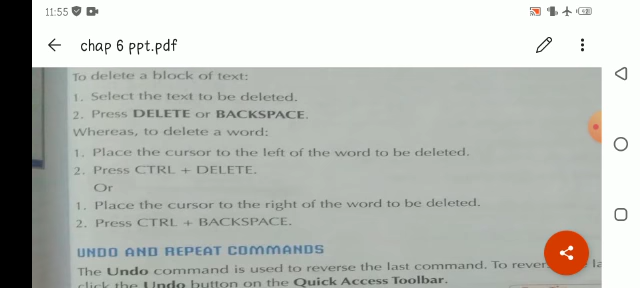 11:55
chap 6 ppt.pdf
To delete a block of text:
1. Select the text to be deleted.
2. Press DELETE or BACKSPACE.
Whereas, to delete a word:
1. Place the cursor to the left of the word to be deleted.
2. Press CTRL + DELETE.
Or
1. Place the cursor to the right of the word to be deleted.
2. Press CTRL + BACKSPACE.
UNDO AND REPEAT COMMANDS
The Undo command is used to reverse the last command. To
click the Undo button on the Quick Access Toolbar.